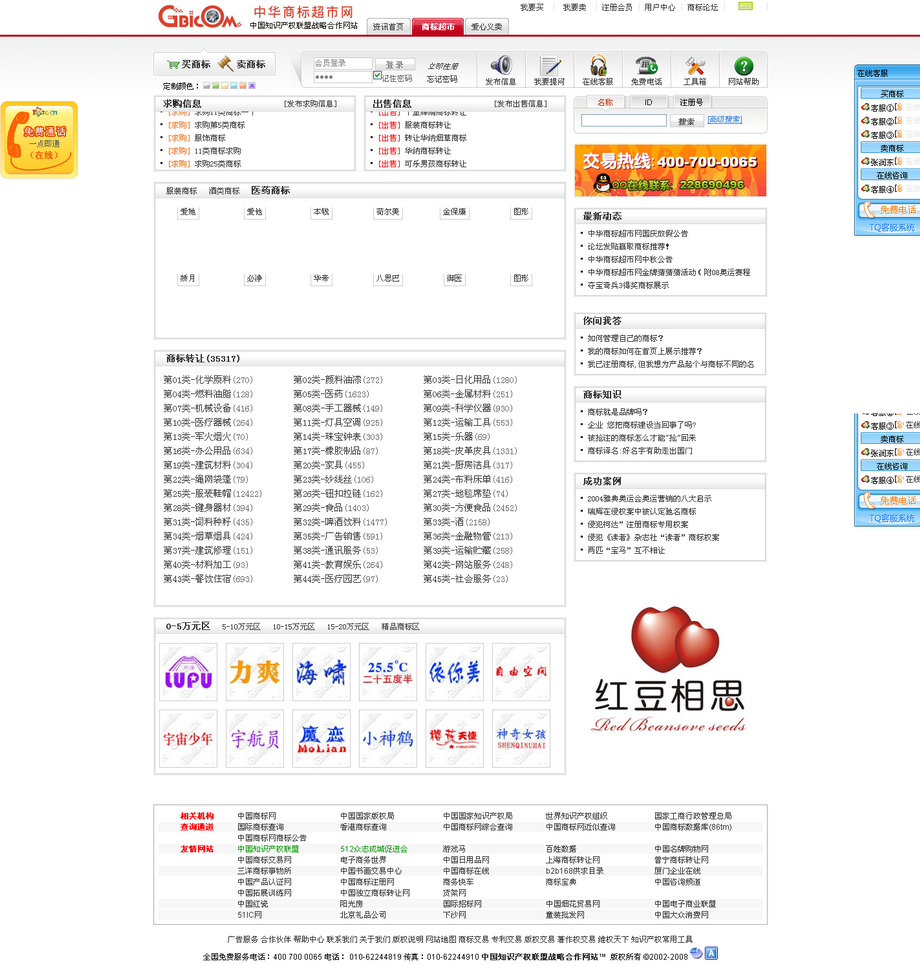 GbicOm 中华商标超市网
中国知识产权联盟战略合作网站
我要买 我要卖 注册会员 用户中心 商标论坛
资讯首页 商标超市 爱心义卖
买商标 卖商标
定制颜色：
会员登录 登 录 立即注册
记住密码 忘记密码
发布信息 我要提问 在线客服 免费电话 工具箱 网站帮助
求购信息 [发布求购信息]
[求购] 求购第5类商标
[求购] 服饰商标
[求购] 11类商标求购
[求购] 求购25类商标
出售信息 [发布出售信息]
[出售] 服装商标转让
[出售] 转让华纳烟草商标
[出售] 华纳商标转让
[出售] 可乐男孩商标转让
名称 ID 注册号
搜索 [高级搜索]
交易热线: 400-700-0065
QQ在线联系: 228690496
免费通话
一点即通
(在线)
在线客服
买商标
客服①
客服②
客服③
卖商标
张润东
在线咨询
客服④
免费电话
TQ客服系统
服装商标 酒类商标 医药商标
爱她 爱他 本钱 荷尔美 金保康 图形
娇月 必净 华帝 八思巴 御医 图形
最新动态
中华商标超市网国庆放假公告
论坛发贴赢取商标推荐!
中华商标超市网中秋公告
中华商标超市网金牌猜猜猜活动（附08奥运赛程
夺宝奇兵3得奖商标展示
你问我答
如何管理自己的商标?
我的商标如何在首页上展示推荐?
我已注册商标,但我想为产品起个与商标不同的名
商标知识
商标就是品牌吗?
企业 您把商标建设当回事了吗?
被抢注的商标怎么才能"抢"回来
商标译名:好名字有助走出国门
成功案例
2004雅典奥运会奥运营销的八大启示
瑞辉在侵权案中被认定驰名商标
侵犯柯达”注册商标专用权案
侵犯《读者》杂志社“读者”商标权案
两匹“宝马”互不相让
商标转让(35317)
第01类-化学原料(270) 第02类-颜料油漆(272) 第03类-日化用品(1280)
第04类-燃料油脂(128) 第05类-医药(1623) 第06类-金属材料(251)
第07类-机械设备(416) 第08类-手工器械(149) 第09类-科学仪器(930)
第10类-医疗器械(264) 第11类-灯具空调(925) 第12类-运输工具(553)
第13类-军火烟火(70) 第14类-珠宝钟表(303) 第15类-乐器(69)
第16类-办公用品(634) 第17类-橡胶制品(87) 第18类-皮革皮具(1331)
第19类-建筑材料(304) 第20类-家具(455) 第21类-厨房洁具(317)
第22类-绳网袋篷(79) 第23类-纱线丝(106) 第24类-布料床单(416)
第25类-服装鞋帽(12422) 第26类-钮扣拉链(162) 第27类-地毯席垫(74)
第28类-健身器材(394) 第29类-食品(1403) 第30类-方便食品(2452)
第31类-饲料种籽(435) 第32类-啤酒饮料(1477) 第33类-酒(2158)
第34类-烟草烟具(424) 第35类-广告销售(591) 第36类-金融物管(213)
第37类-建筑修理(151) 第38类-通讯服务(53) 第39类-运输贮藏(258)
第40类-材料加工(93) 第41类-教育娱乐(264) 第42类-网站服务(248)
第43类-餐饮住宿(693) 第44类-医疗园艺(97) 第45类-社会服务(23)
0-5万元区 5-10万元区 10-15万元区 15-20万元区 精品商标区
LUPU 力爽 海啸 25.5℃ 二十五度半 依你美 自由空间
宇宙少年 宇航员 魔恋 MoLian 小神鹤 樱花天使 神奇女孩 SHENQINUHAI
红豆相思
Red Beansove seeds
张润东
在线咨询
客服④
免费电话
TQ客服系统
相关机构 中国商标网 中国国家版权局 中国国家知识产权局 世界知识产权组织 国家工商行政管理总局
查询通道 国际商标查询 香港商标查询 中国商标网综合查询 中国商标网近似查询 中国商标数据库(86tm)
中国商标网商标公告
友情网站 中国知识产权联盟 512众志成城促进会 游戏马 百姓数据 中国名牌购物网
中国商标交易网 电子商务世界 中国日用品网 上海商标转让网 普宁商标转让网
三洋商标事物所 中国书画交易中心 中国商标在线 b2b168供求目录 厦门企业在线
中国产品认证网 中国商标注册网 商务快车 商标宝典 中国咨询频道
中国拓展训练网 中国独立商标转让网 货架网
中国红瓷 阳光房 国际招标网 中国烟花贸易网 中国电子商业联盟
51IC网 北京礼品公司 下沙网 童装批发网 中国大众消费网
广告服务 合作伙伴 帮助中心 联系我们 关于我们 版权说明 网站地图 商标交易 专利交易 版权交易 著作权交易 维权天下 知识产权常用工具
全国免费服务电话：400 700 0065 电话： 010-62244819 传真：010-62244910 中国知识产权联盟战略合作网站™ 版权所有 ©2002-2008